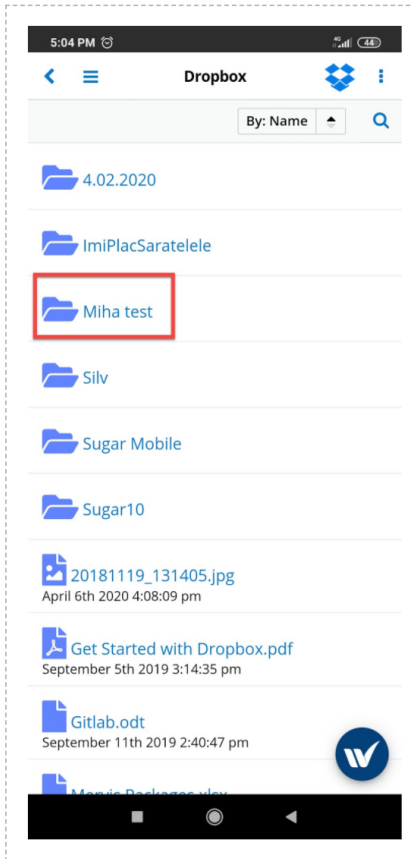 5:04 PM
4G
44
Dropbox
By: Name
4.02.2020
ImiPlacSaratelele
Miha test
Silv
Sugar Mobile
Sugar10
20181119_131405.jpg
April 6th 2020 4:08:09 pm
Get Started with Dropbox.pdf
September 5th 2019 3:14:35 pm
Gitlab.odt
September 11th 2019 2:40:47 pm
W